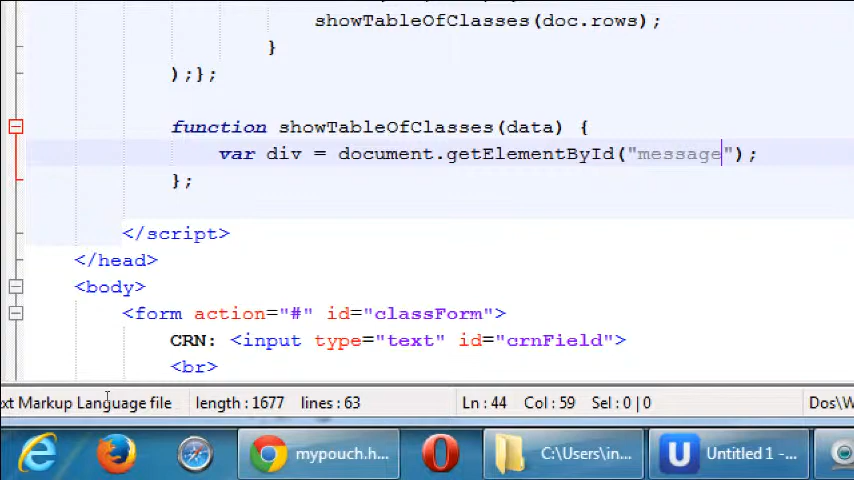 showTableOfClasses(doc.rows);
}
);};
function showTableOfClasses(data) {
var div = document.getElementById("message");
};
</script>
</head>
<body>
<form action="#" id="classForm">
CRN: <input type="text" id="crnField">
<br>
xt Markup Language file length : 1677 lines : 63 Ln : 44 Col : 59 Sel : 0 | 0 Dos\W
mypouch.h... C:\Users\in... Untitled 1 -...